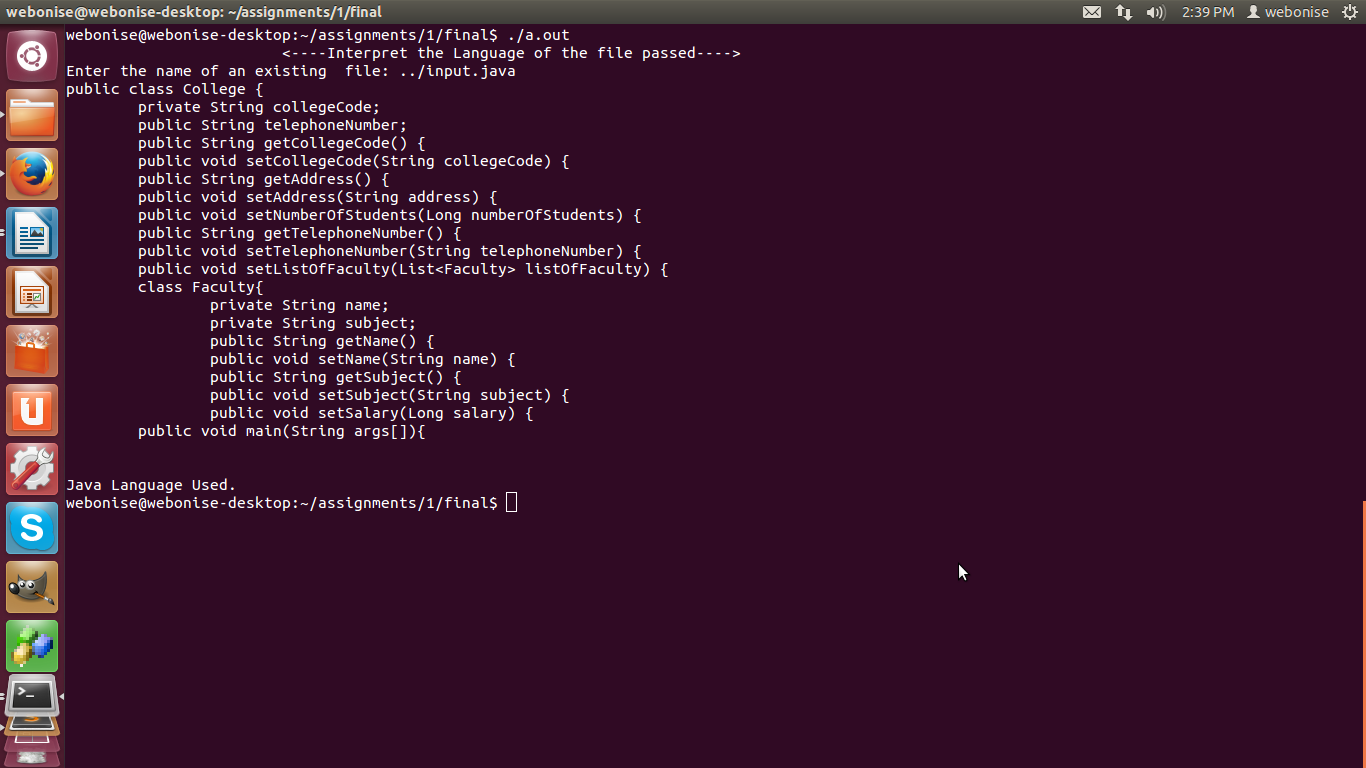 webonise@webonise-desktop: ~/assignments/1/final
2:39 PM
webonise
webonise@webonise-desktop:~/assignments/1/final$ ./a.out
<----Interpret the Language of the file passed---->
Enter the name of an existing  file: ../input.java
public class College {
private String collegeCode;
public String telephoneNumber;
public String getCollegeCode() {
public void setCollegeCode(String collegeCode) {
public String getAddress() {
public void setAddress(String address) {
public void setNumberOfStudents(Long numberOfStudents) {
public String getTelephoneNumber() {
public void setTelephoneNumber(String telephoneNumber) {
public void setListOfFaculty(List<Faculty> listOfFaculty) {
class Faculty{
private String name;
private String subject;
public String getName() {
public void setName(String name) {
public String getSubject() {
public void setSubject(String subject) {
public void setSalary(Long salary) {
public void main(String args[]){
Java Language Used.
webonise@webonise-desktop:~/assignments/1/final$